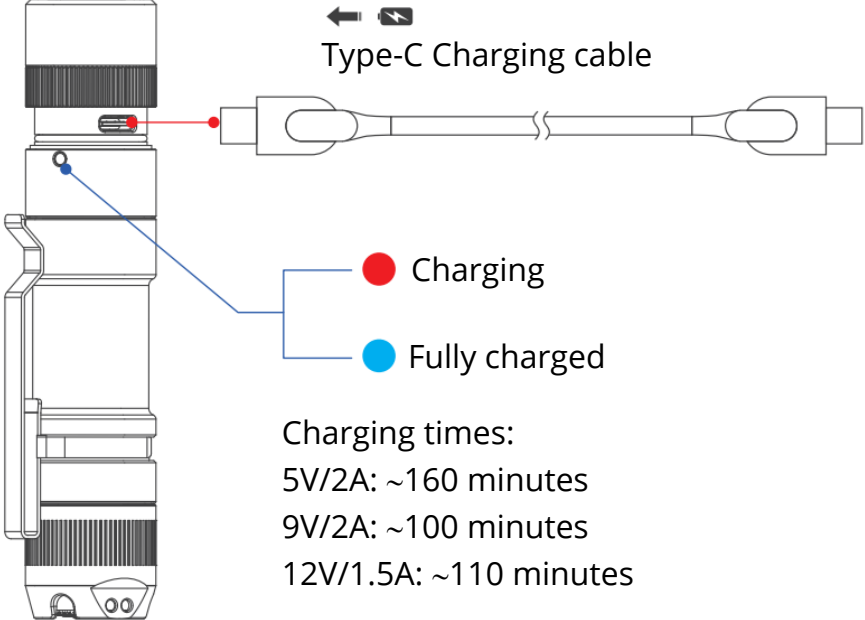 Type-C Charging cable
Charging
Fully charged
Charging times:
5V/2A: ~160 minutes
9V/2A: ~100 minutes
12V/1.5A: ~110 minutes